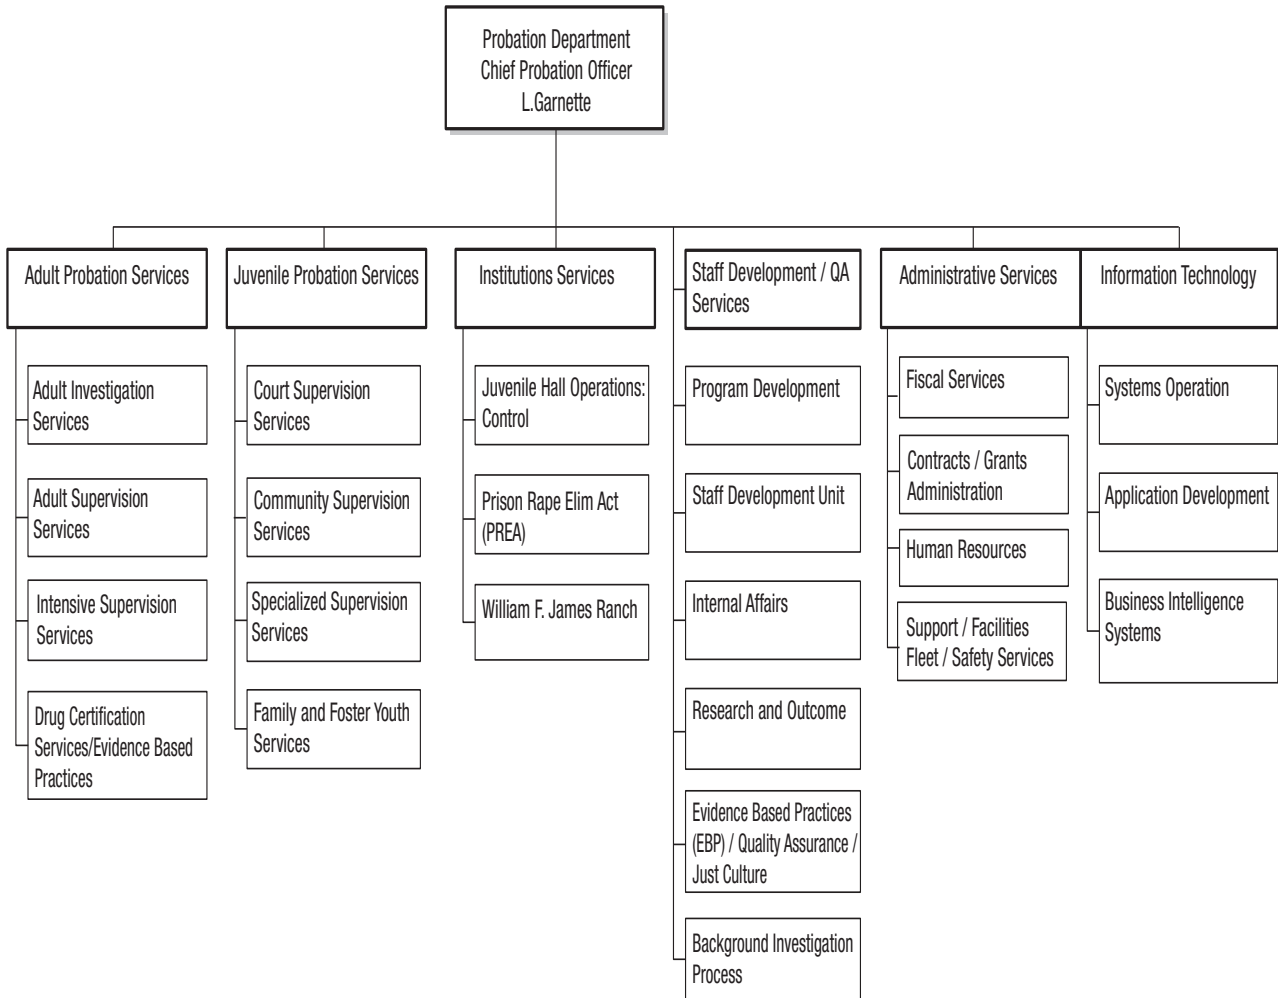 Probation Department
Chief Probation Officer
L.Garnette
Adult Probation Services
Adult Investigation
Services
Adult Supervision
Services
Intensive Supervision
Services
Drug Certification
Services/Evidence Based
Practices
Juvenile Probation Services
Court Supervision
Services
Community Supervision
Services
Specialized Supervision
Services
Family and Foster Youth
Services
Institutions Services
Juvenile Hall Operations:
Control
Prison Rape Elim Act
(PREA)
William F. James Ranch
Staff Development / QA
Services
Program Development
Staff Development Unit
Internal Affairs
Research and Outcome
Evidence Based Practices
(EBP) / Quality Assurance /
Just Culture
Background Investigation
Process
Administrative Services
Fiscal Services
Contracts / Grants
Administration
Human Resources
Support / Facilities
Fleet / Safety Services
Information Technology
Systems Operation
Application Development
Business Intelligence
Systems